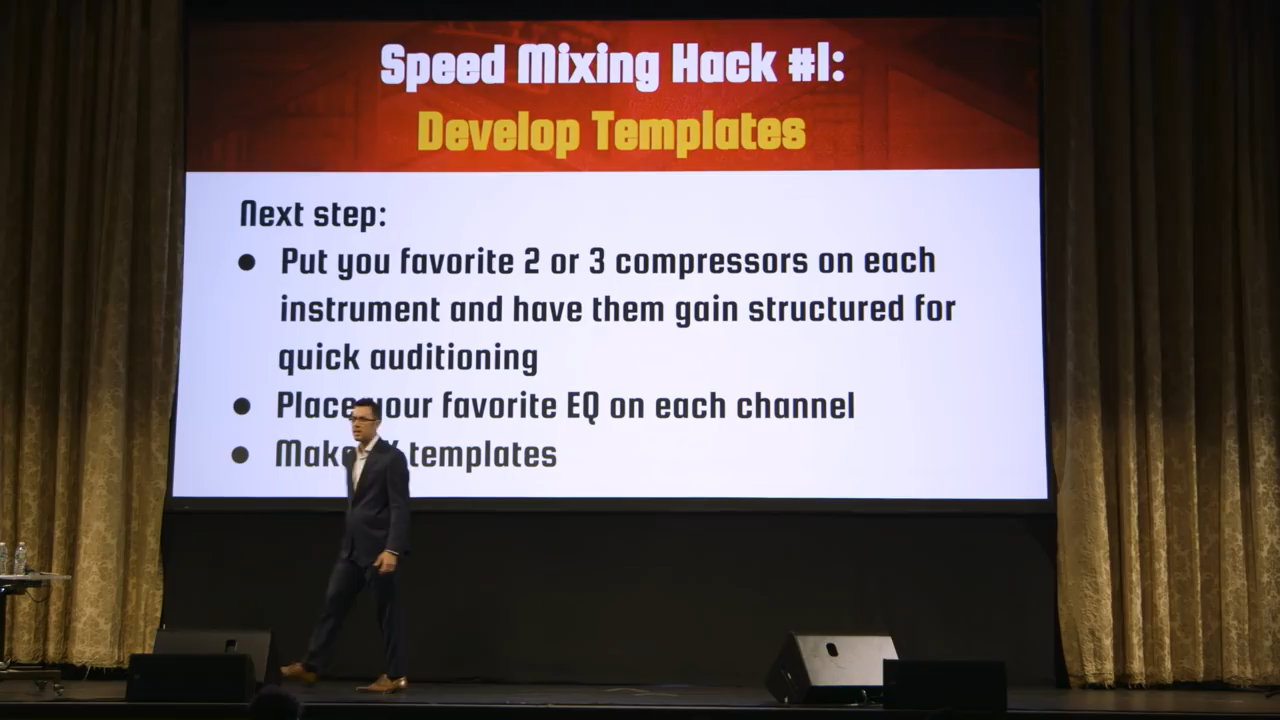 Speed Mixing Hack #1:
Develop Templates
Next step:
● Put you favorite 2 or 3 compressors on each
instrument and have them gain structured for
quick auditioning
● Place your favorite EQ on each channel
● Make templates